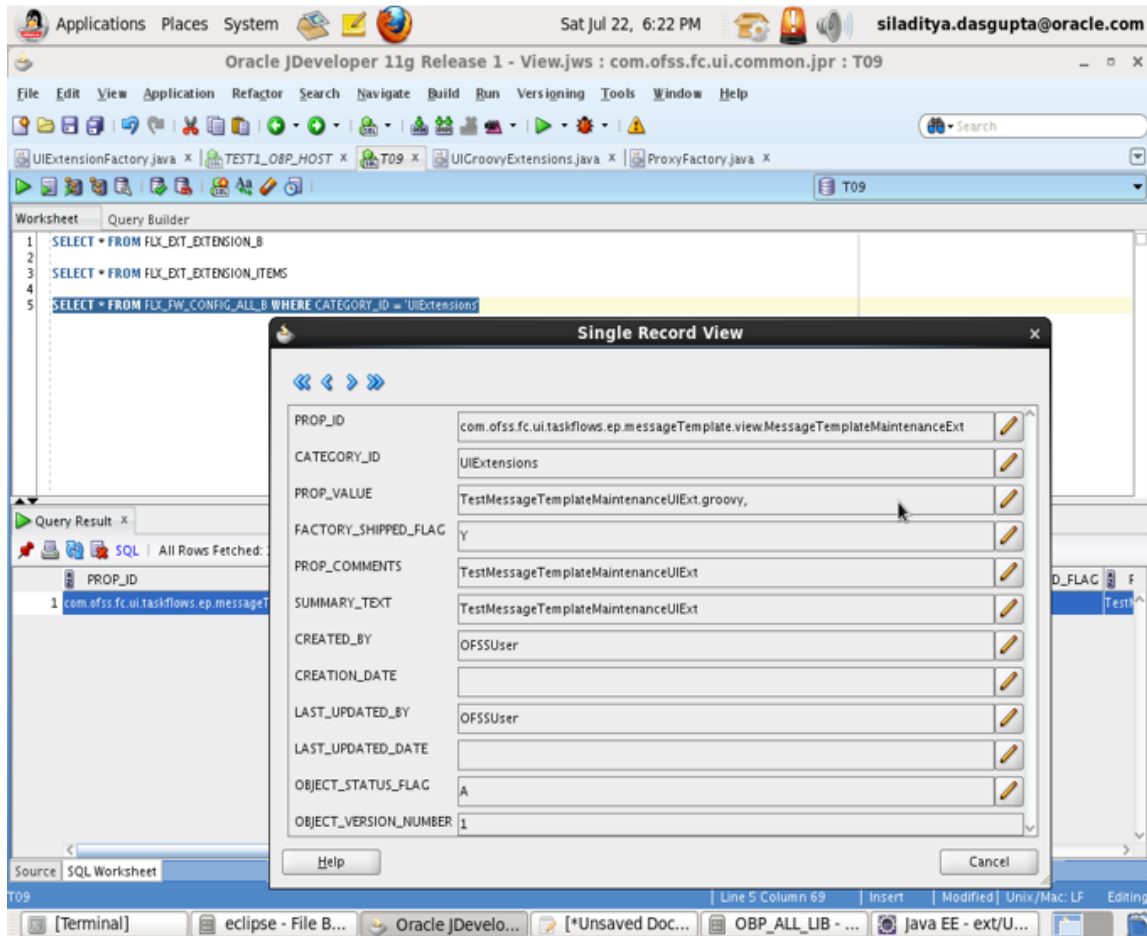 Applications Places System Sat Jul 22, 6:22 PM siladitya.dasgupta@oracle.com
Oracle JDeveloper 11g Release 1 - View.jws : com.ofss.fc.ui.common.jpr : T09
File Edit View Application Refactor Search Navigate Build Run Versioning Tools Window Help
Search
UIExtensionFactory.java TEST1_OBP_HOST T09 UIGroovyExtensions.java ProxyFactory.java
T09
Worksheet Query Builder
1 SELECT * FROM FLX_EXT_EXTENSION_B
2
3 SELECT * FROM FLX_EXT_EXTENSION_ITEMS
4
5 SELECT * FROM FLX_FW_CONFIG_ALL_B WHERE CATEGORY_ID = 'UIExtensions'
Single Record View
PROP_ID com.ofss.fc.ui.taskflows.ep.messageTemplate.view.MessageTemplateMaintenanceExt
CATEGORY_ID UIExtensions
PROP_VALUE TestMessageTemplateMaintenanceUIExt.groovy,
FACTORY_SHIPPED_FLAG Y
PROP_COMMENTS TestMessageTemplateMaintenanceUIExt
SUMMARY_TEXT TestMessageTemplateMaintenanceUIExt
CREATED_BY OFSSUser
CREATION_DATE
LAST_UPDATED_BY OFSSUser
LAST_UPDATED_DATE
OBJECT_STATUS_FLAG A
OBJECT_VERSION_NUMBER 1
Help Cancel
Query Result
SQL | All Rows Fetched:
PROP_ID D_FLAG
1 com.ofss.fc.ui.taskflows.ep.messageT
Source SQL Worksheet
T09 Line 5 Column 69 Insert Modified Unix/Mac: LF Editing
[Terminal] eclipse - File B... Oracle JDevelo... [*Unsaved Doc... OBP_ALL_LIB - ... Java EE - ext/U...